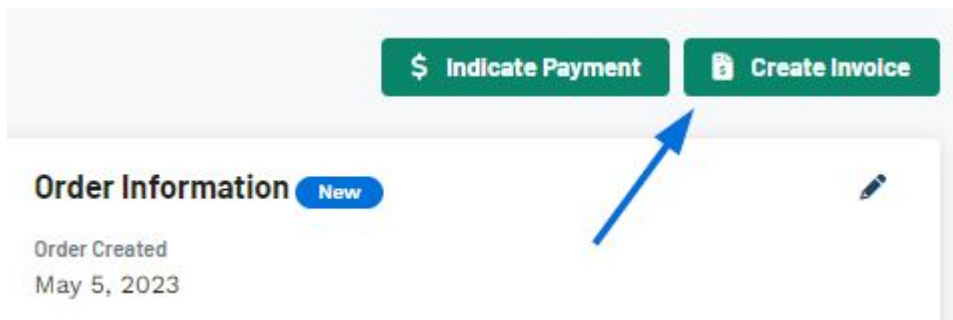 $ Indicate Payment
Create Invoice
Order Information New
Order Created
May 5, 2023